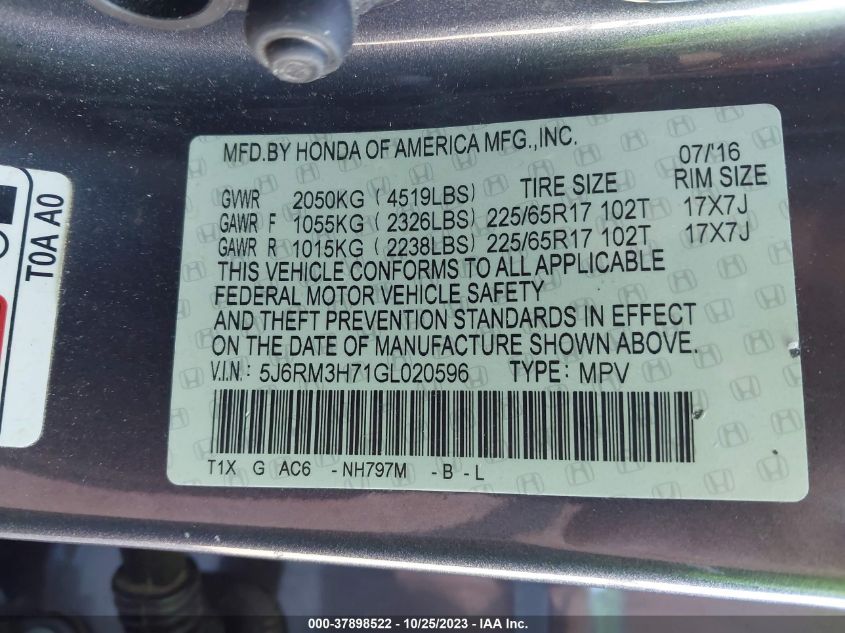 MFD.BY HONDA OF AMERICA MFG.,INC.
07/'16
GVWR 2050KG (4519LBS) TIRE SIZE RIM SIZE
GAWR F 1055KG (2326LBS) 225/65R17 102T 17X7J
GAWR R 1015KG (2238LBS) 225/65R17 102T 17X7J
THIS VEHICLE CONFORMS TO ALL APPLICABLE
FEDERAL MOTOR VEHICLE SAFETY
AND THEFT PREVENTION STANDARDS IN EFFECT
ON THE DATE OF MANUFACTURE SHOWN ABOVE.
V.I.N: 5J6RM3H71GL020596 TYPE: MPV
T1X G AC6 -NH797M -B -L
T0A A0
000-37898522 - 10/25/2023 - IAA Inc.